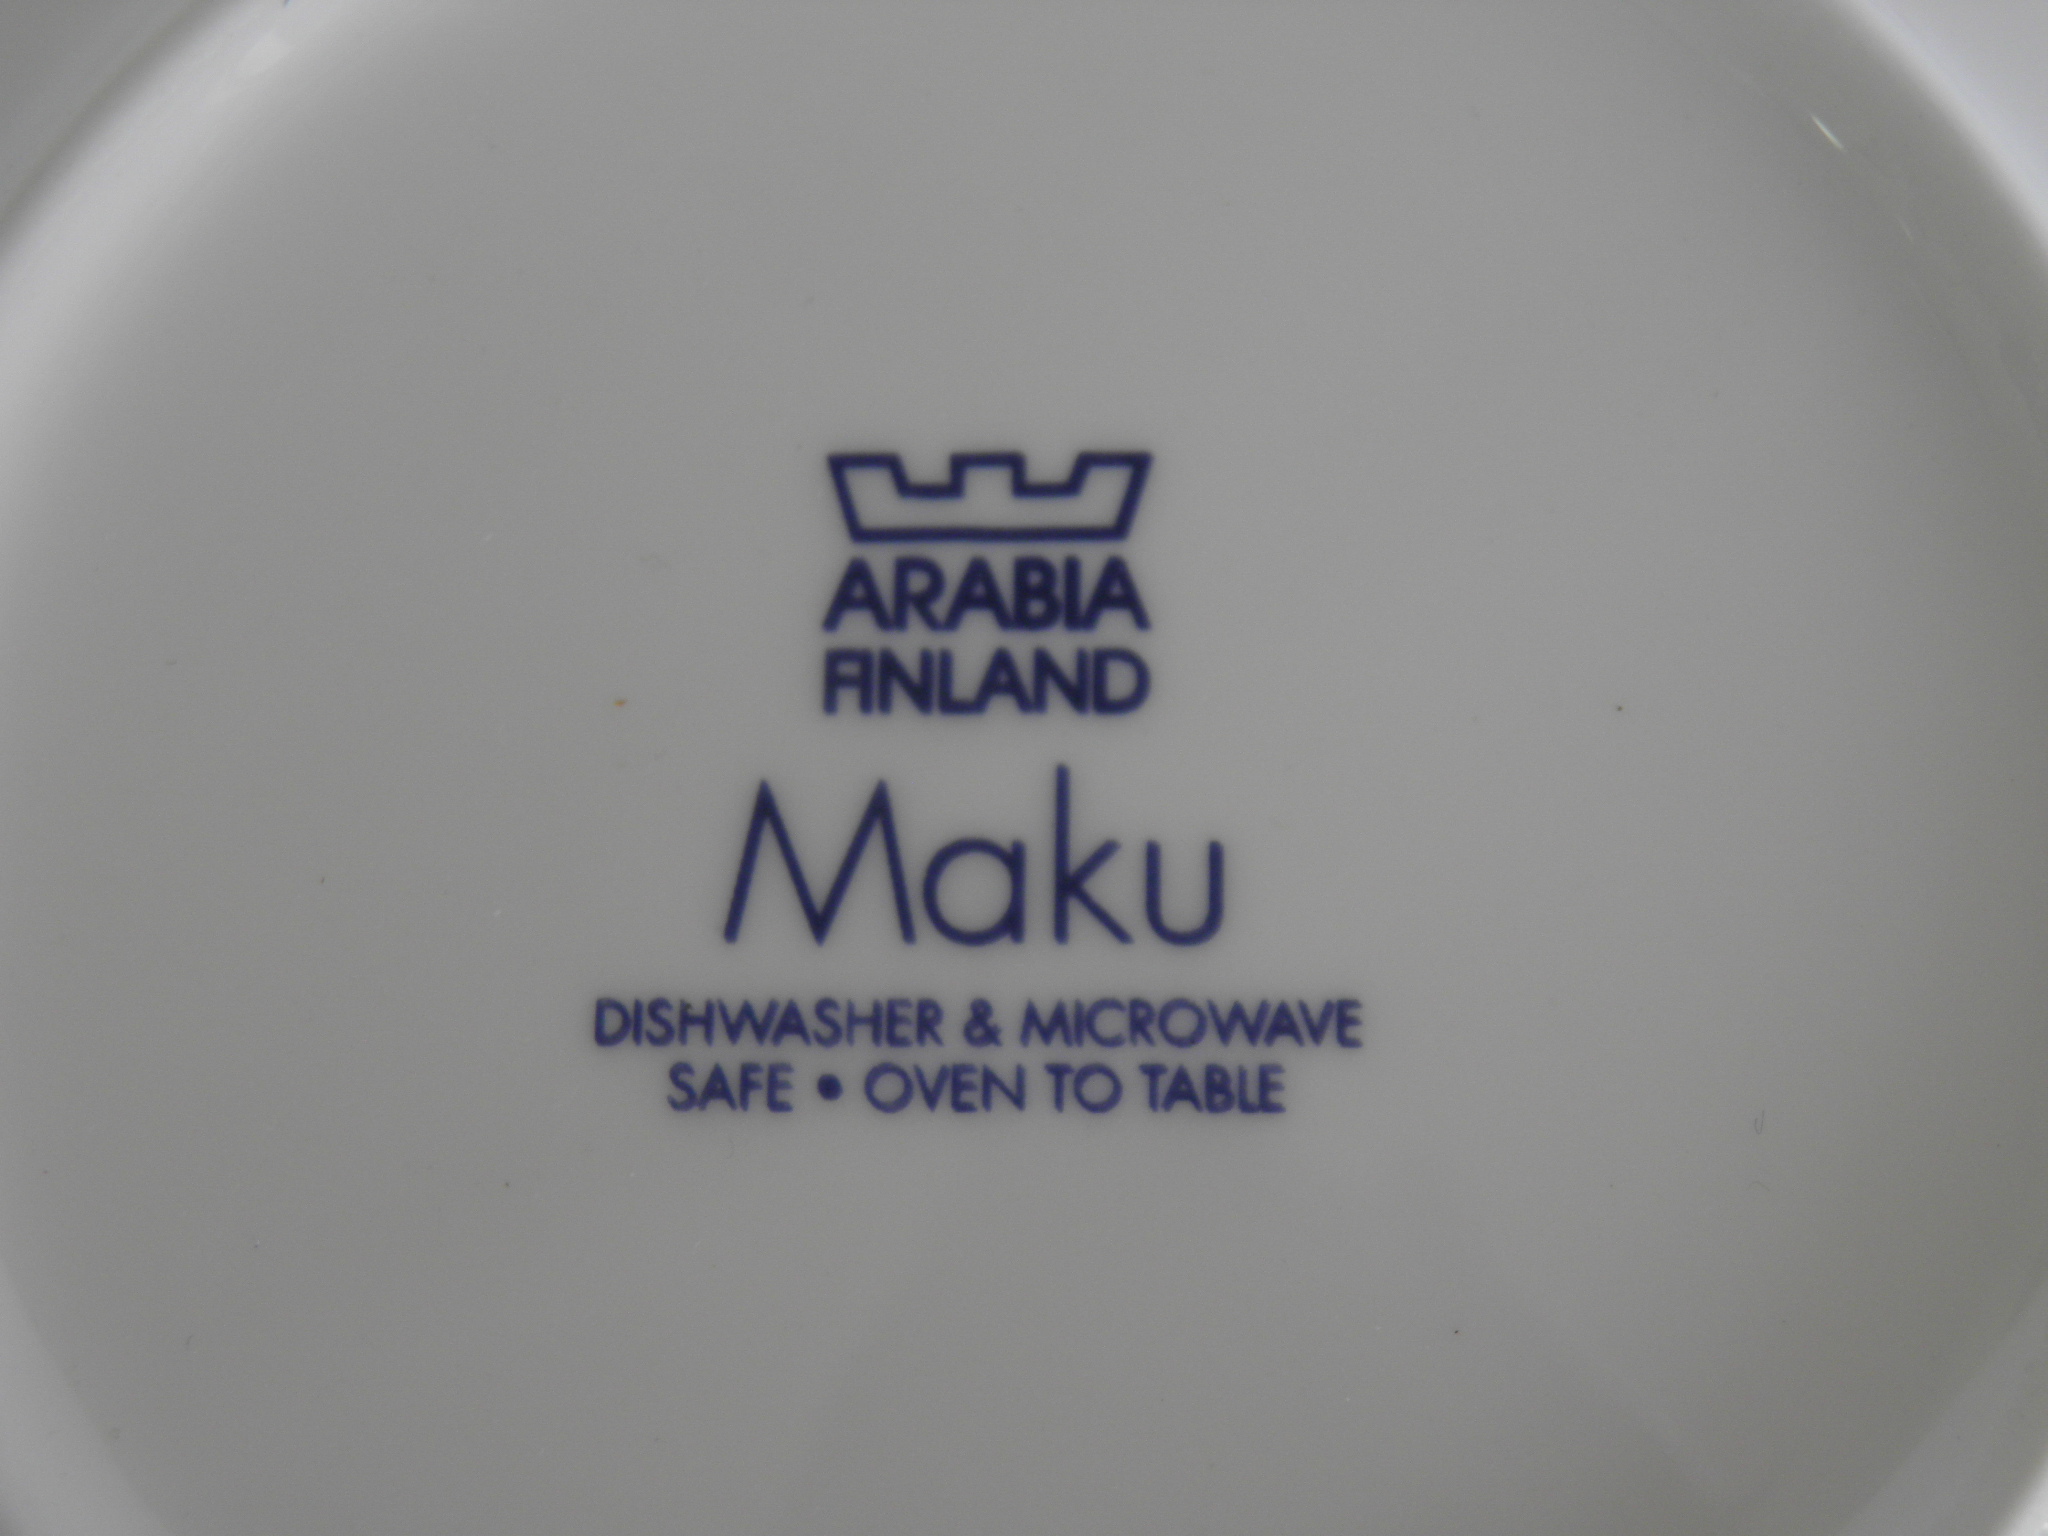 ARABIA
FINLAND
Maku
DISHWASHER & MICROWAVE
SAFE • OVEN TO TABLE